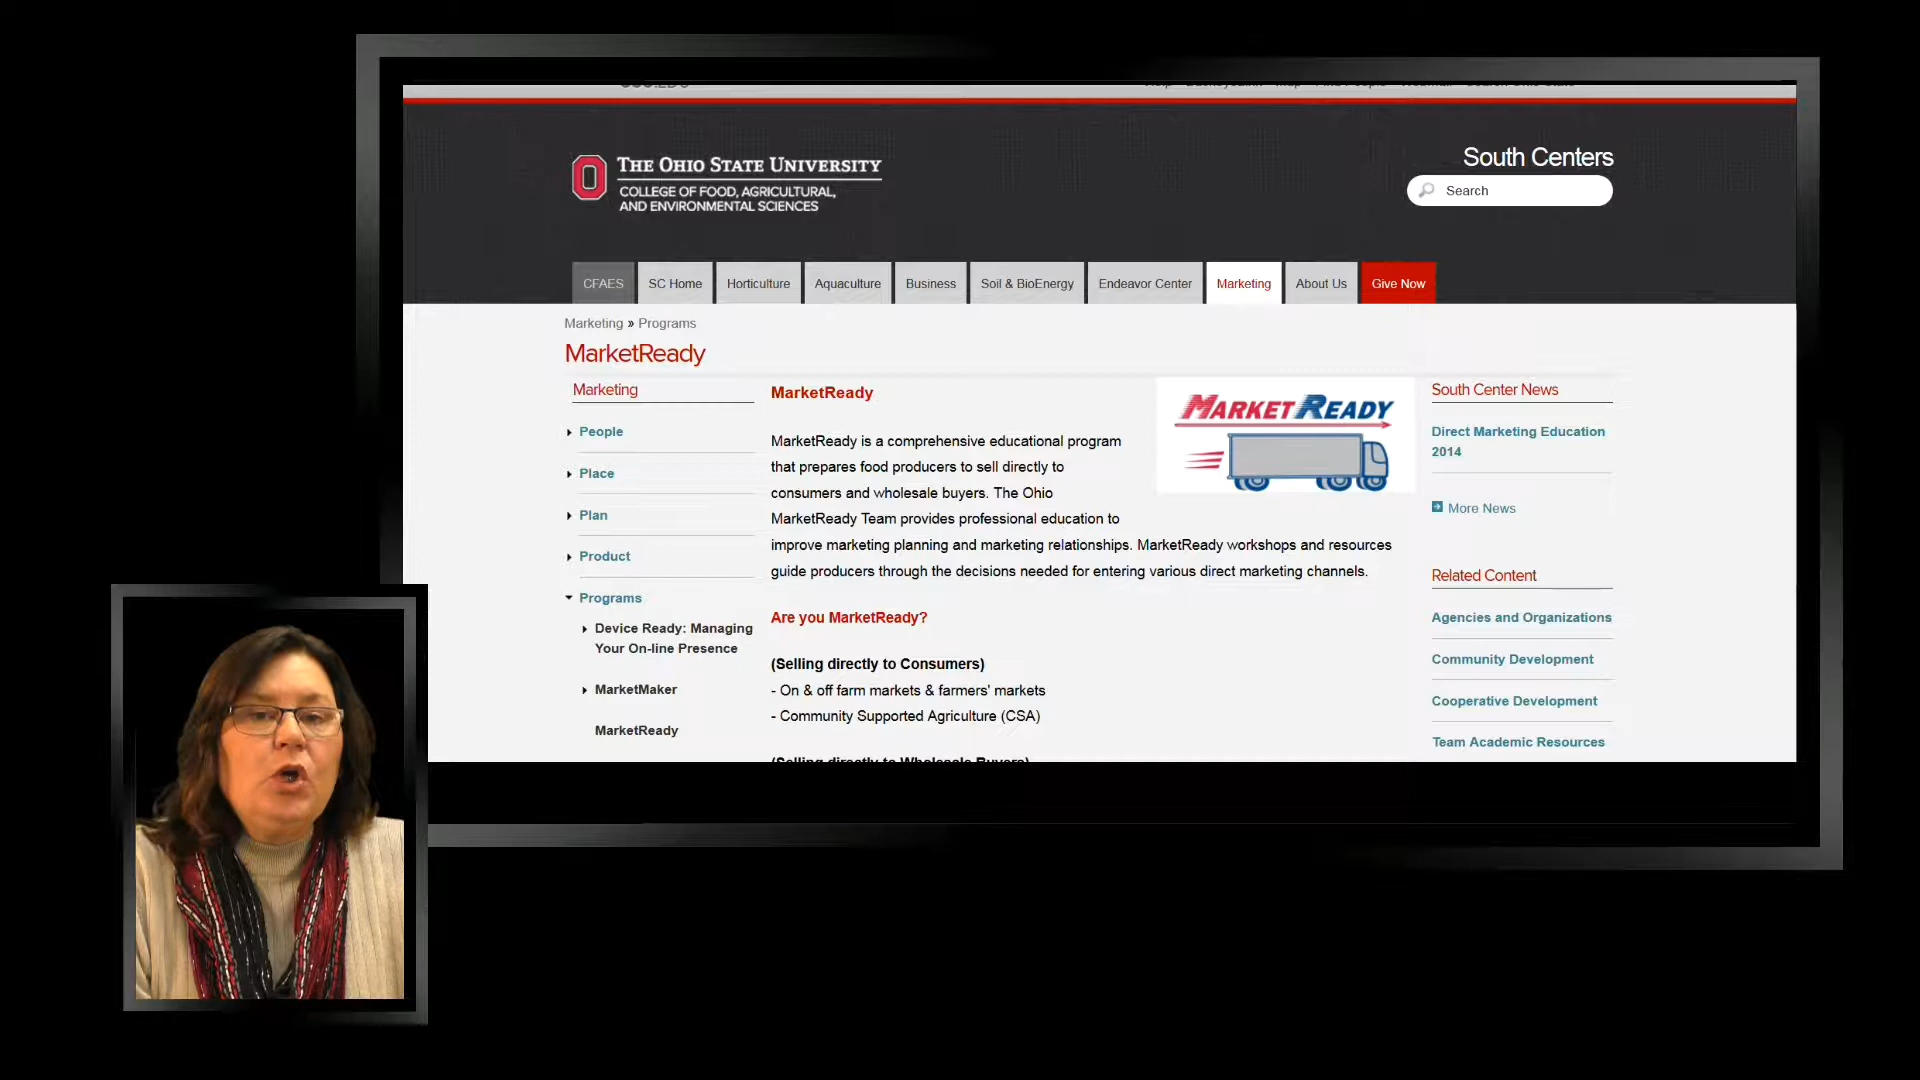 THE OHIO STATE UNIVERSITY
COLLEGE OF FOOD, AGRICULTURAL,
AND ENVIRONMENTAL SCIENCES
South Centers
Search
CFAES
SC Home
Horticulture
Aquaculture
Business
Soil & BioEnergy
Endeavor Center
Marketing
About Us
Give Now
Marketing » Programs
MarketReady
Marketing
People
Place
Plan
Product
Programs
Device Ready: Managing
Your On-line Presence
MarketMaker
MarketReady
MarketReady
MARKET READY
MarketReady is a comprehensive educational program
that prepares food producers to sell directly to
consumers and wholesale buyers. The Ohio
MarketReady Team provides professional education to
improve marketing planning and marketing relationships. MarketReady workshops and resources
guide producers through the decisions needed for entering various direct marketing channels.
Are you MarketReady?
(Selling directly to Consumers)
- On & off farm markets & farmers' markets
- Community Supported Agriculture (CSA)
(Selling directly to Wholesale Buyers)
South Center News
Direct Marketing Education
2014
More News
Related Content
Agencies and Organizations
Community Development
Cooperative Development
Team Academic Resources